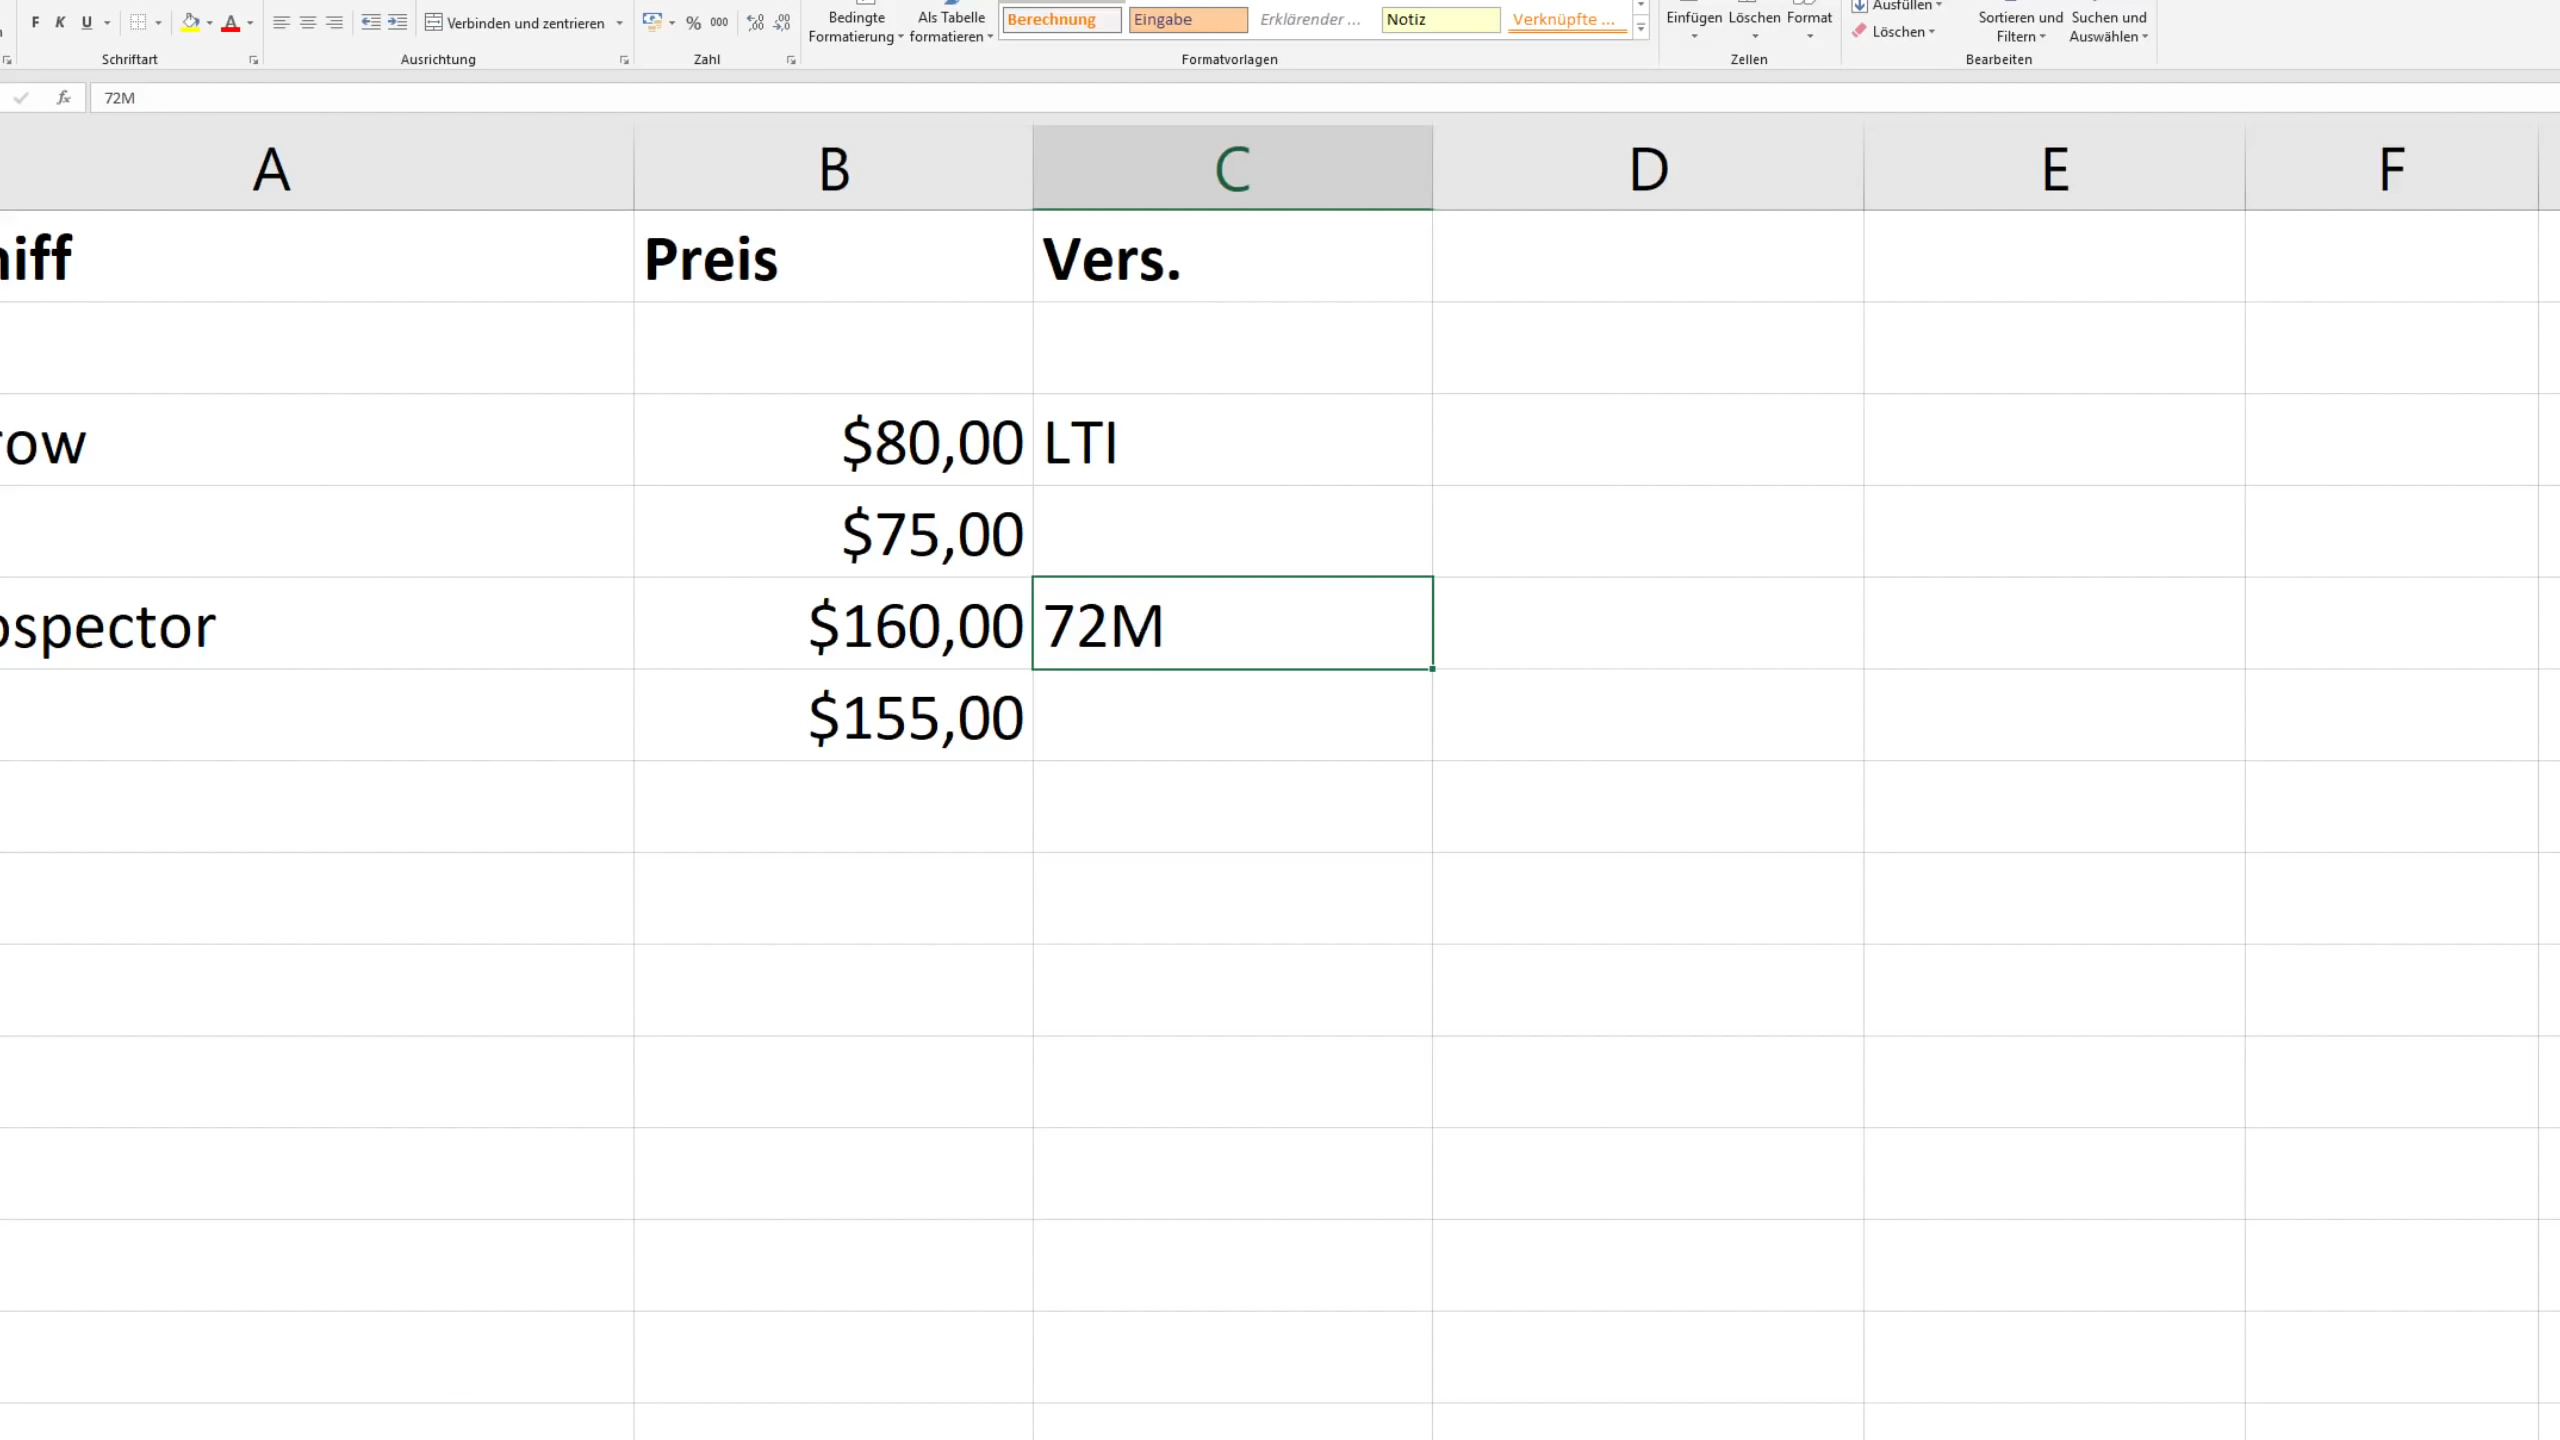 Ausfüllen
F K U
Verbinden und zentrieren
% 000
Bedingte Formatierung
Als Tabelle formatieren
Berechnung
Eingabe
Erklärender ...
Notiz
Verknüpfte ...
Einfügen
Löschen
Format
Löschen
Sortieren und Filtern
Suchen und Auswählen
Schriftart
Ausrichtung
Zahl
Formatvorlagen
Zellen
Bearbeiten
fx 72M
A B C D E F
iff Preis Vers.
row $80,00 LTI
$75,00
ospector $160,00 72M
$155,00